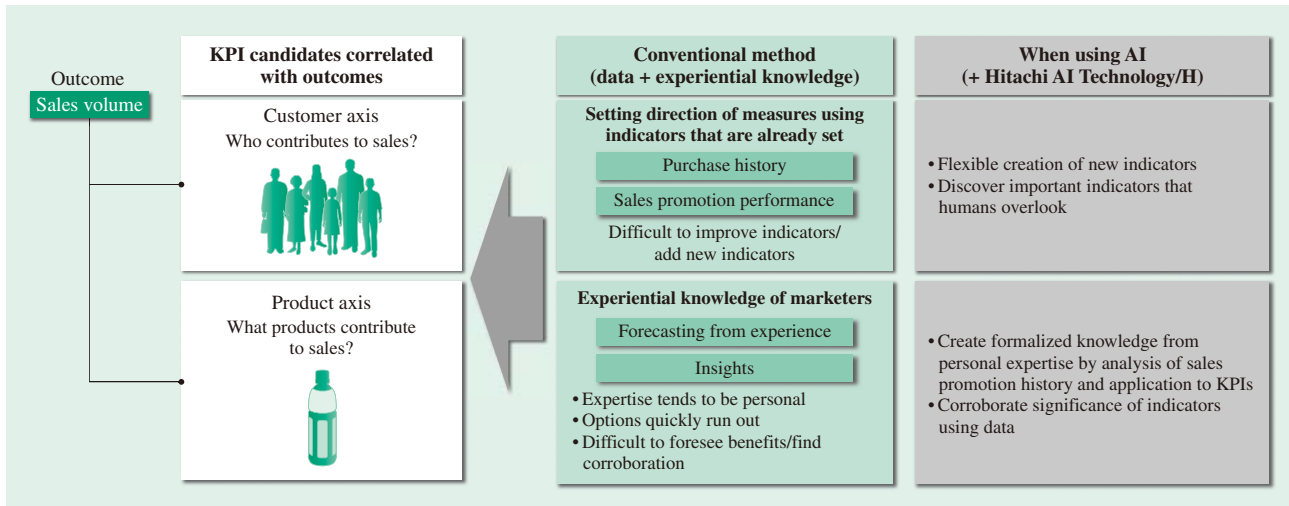 Outcome
Sales volume
KPI candidates correlated
with outcomes
Customer axis
Who contributes to sales?
Product axis
What products contribute
to sales?
Conventional method
(data + experiential knowledge)
Setting direction of measures using
indicators that are already set
Purchase history
Sales promotion performance
Difficult to improve indicators/
add new indicators
Experiential knowledge of marketers
Forecasting from experience
Insights
• Expertise tends to be personal
• Options quickly run out
• Difficult to foresee benefits/find
corroboration
When using AI
(+ Hitachi AI Technology/H)
• Flexible creation of new indicators
• Discover important indicators that
humans overlook
• Create formalized knowledge from
personal expertise by analysis of sales
promotion history and application to KPIs
• Corroborate significance of indicators
using data